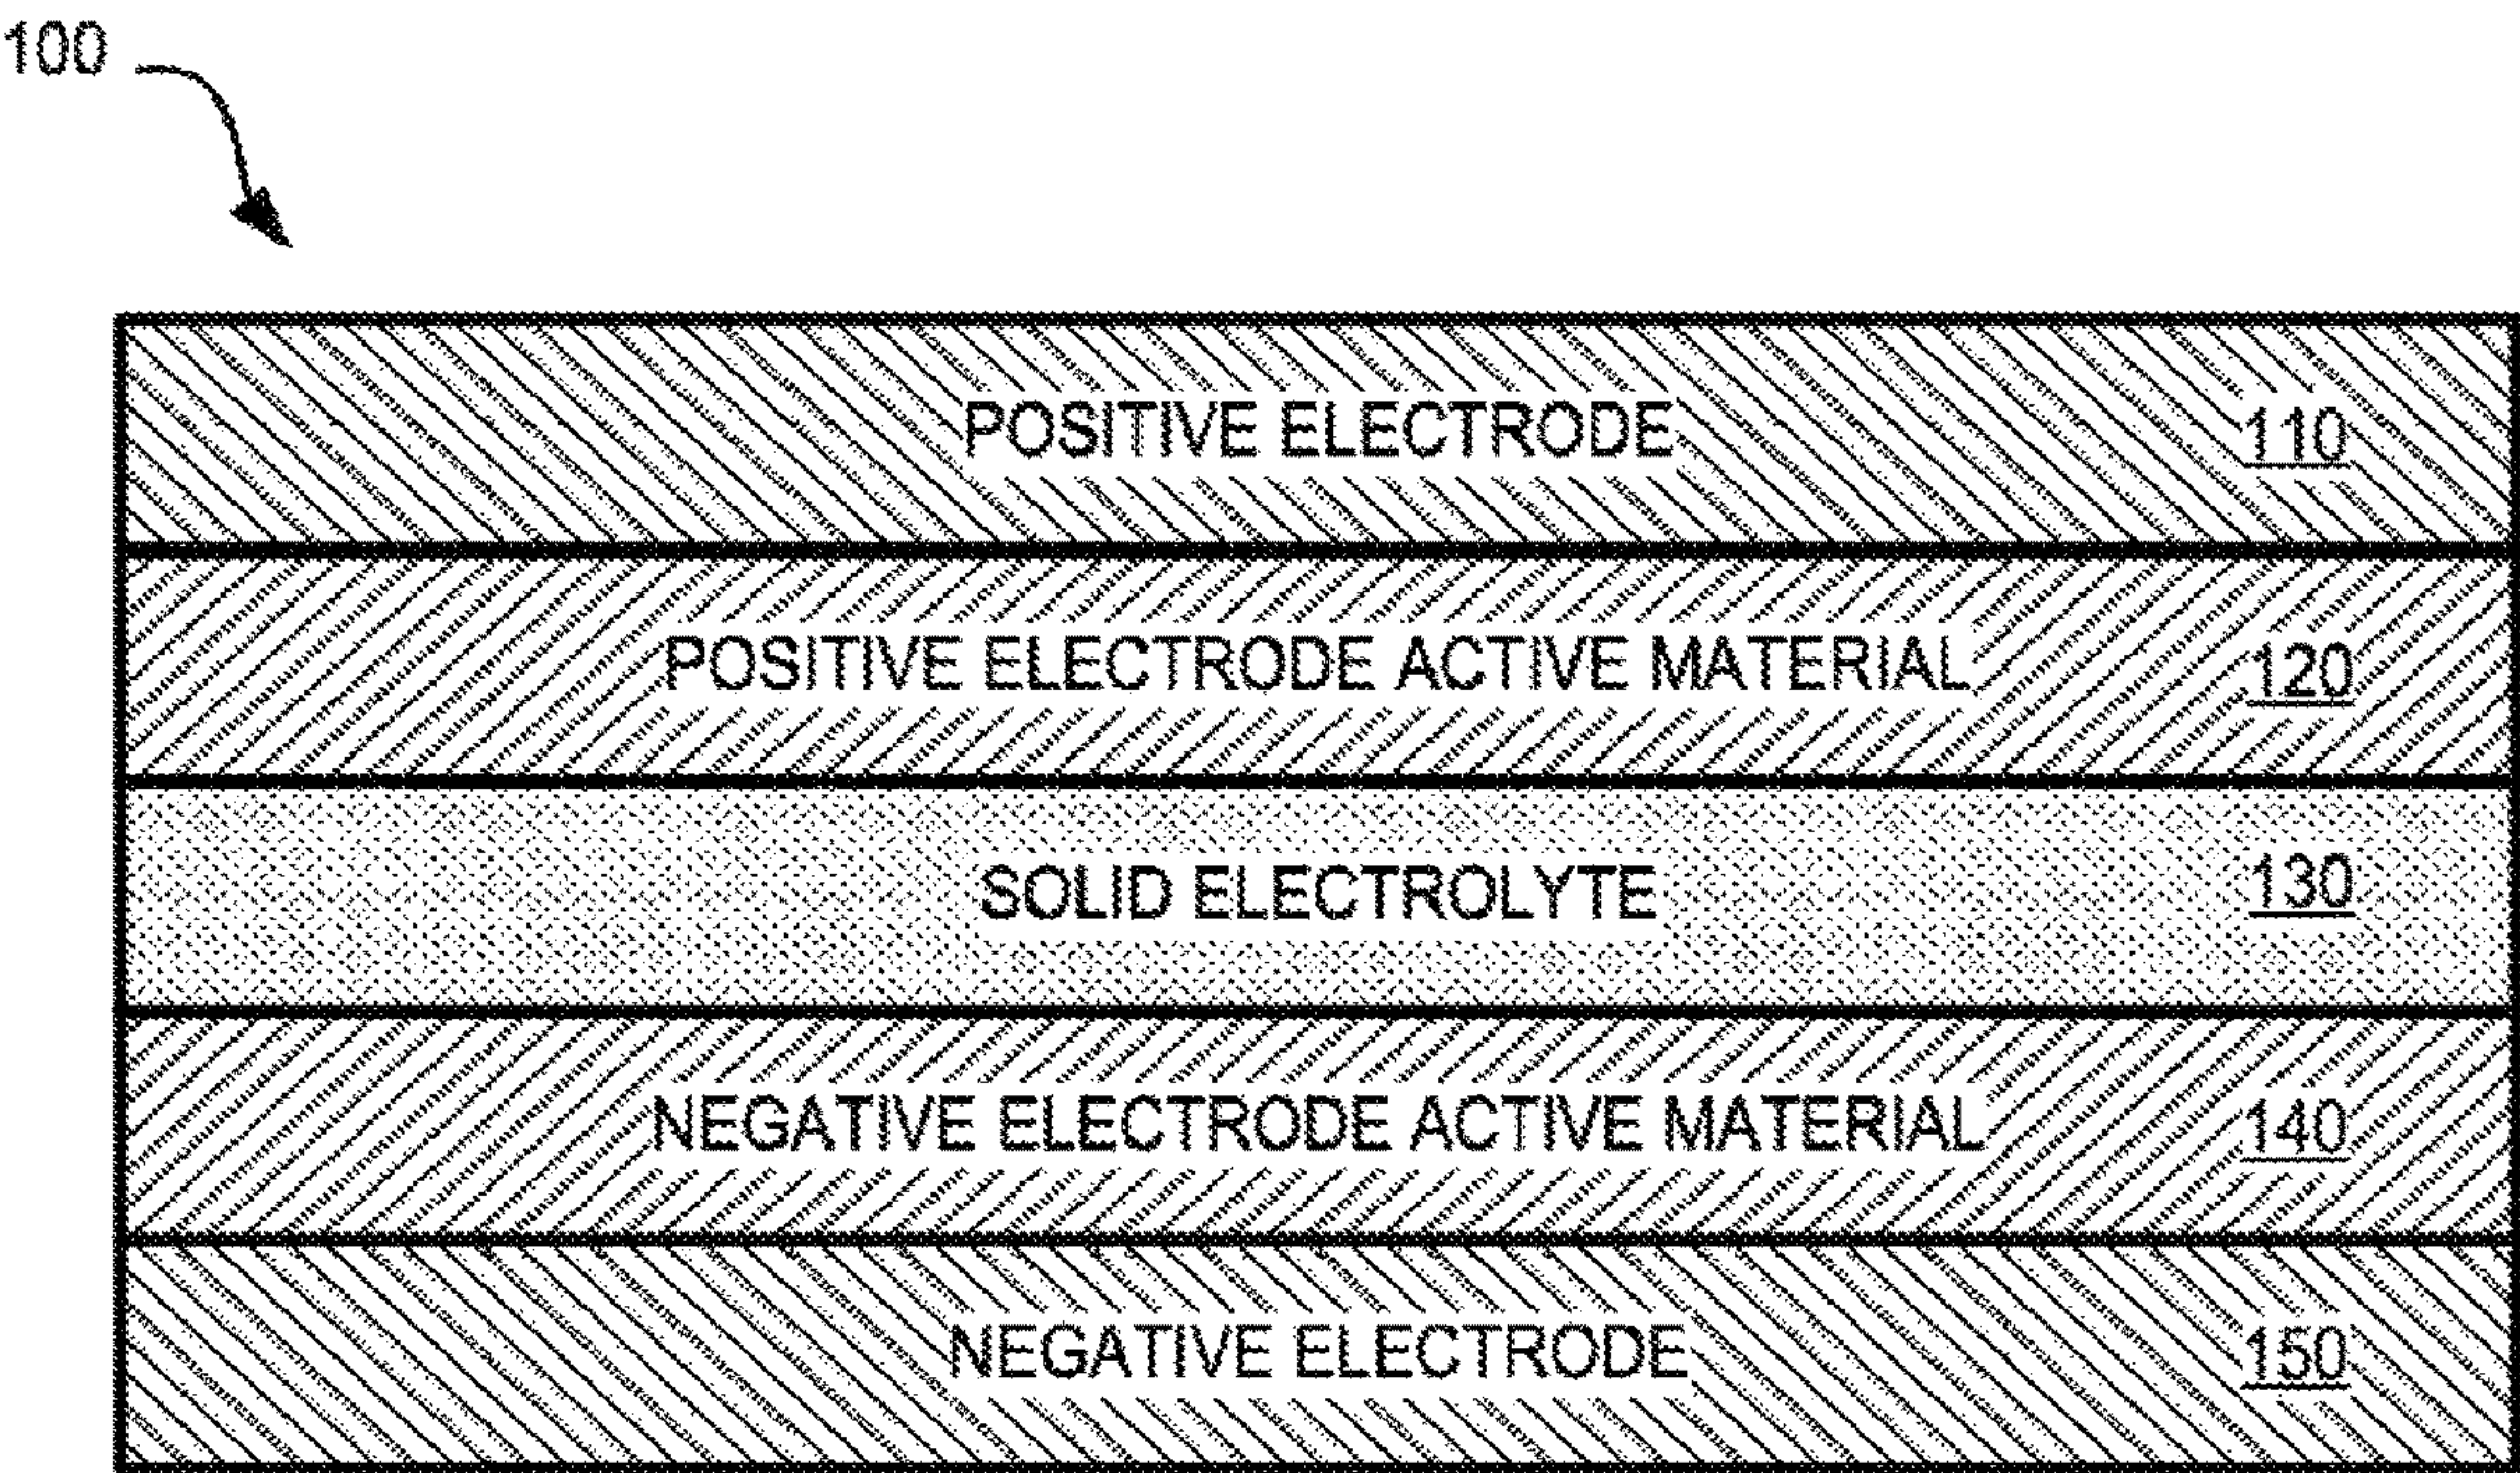 100
POSITIVE ELECTRODE 110
POSITIVE ELECTRODE ACTIVE MATERIAL 120
SOLID ELECTROLYTE 130
NEGATIVE ELECTRODE ACTIVE MATERIAL 140
NEGATIVE ELECTRODE 150